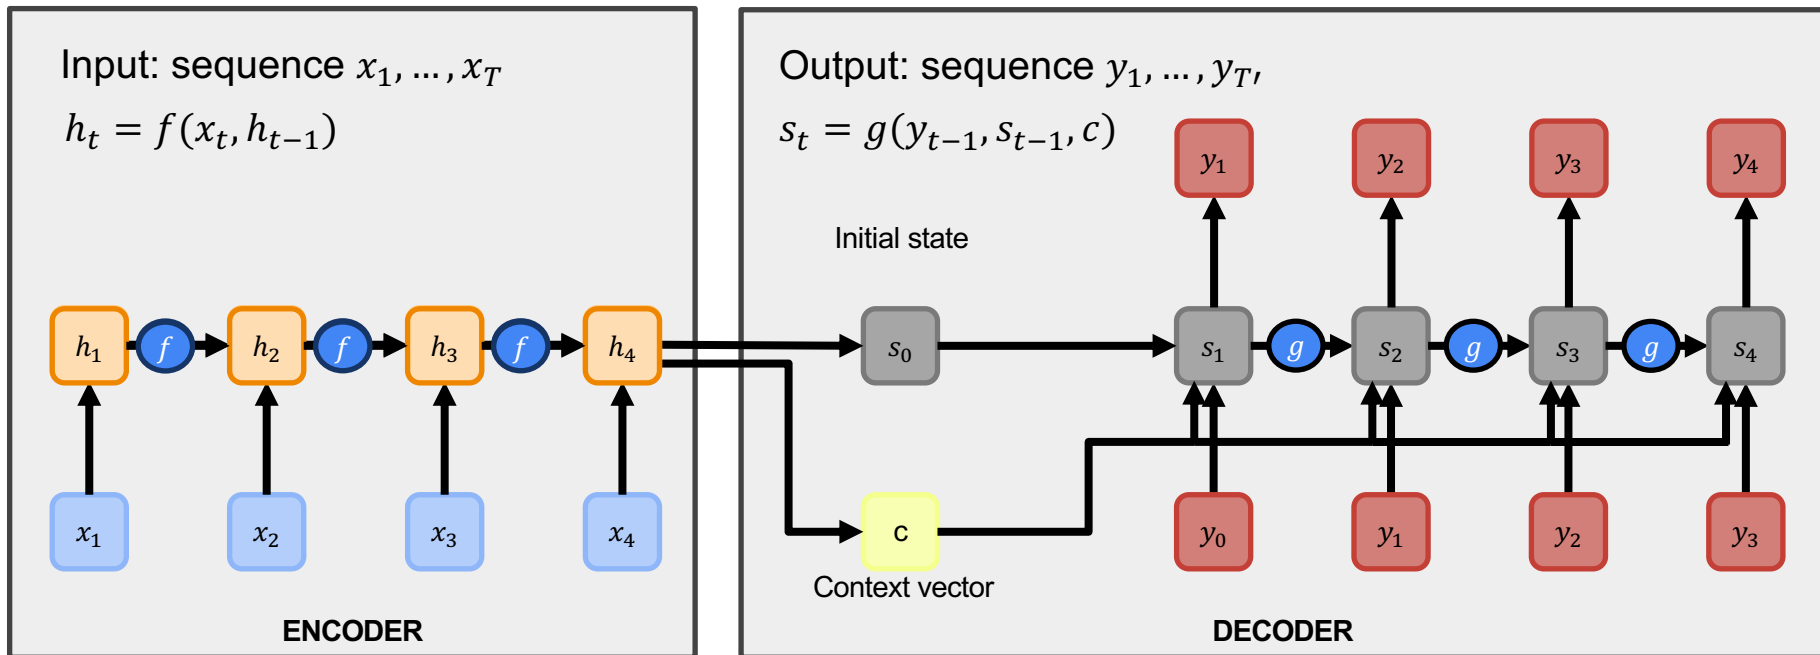 Input: sequence x₁, … , x_T
h_t = f(x_t, h_{t−1})
h₁ f h₂ f h₃ f h₄
x₁ x₂ x₃ x₄
ENCODER
Output: sequence y₁, … , y_{T′}
s_t = g(y_{t−1}, s_{t−1}, c)
y₁ y₂ y₃ y₄
Initial state
s₀ s₁ g s₂ g s₃ g s₄
c y₀ y₁ y₂ y₃
Context vector
DECODER